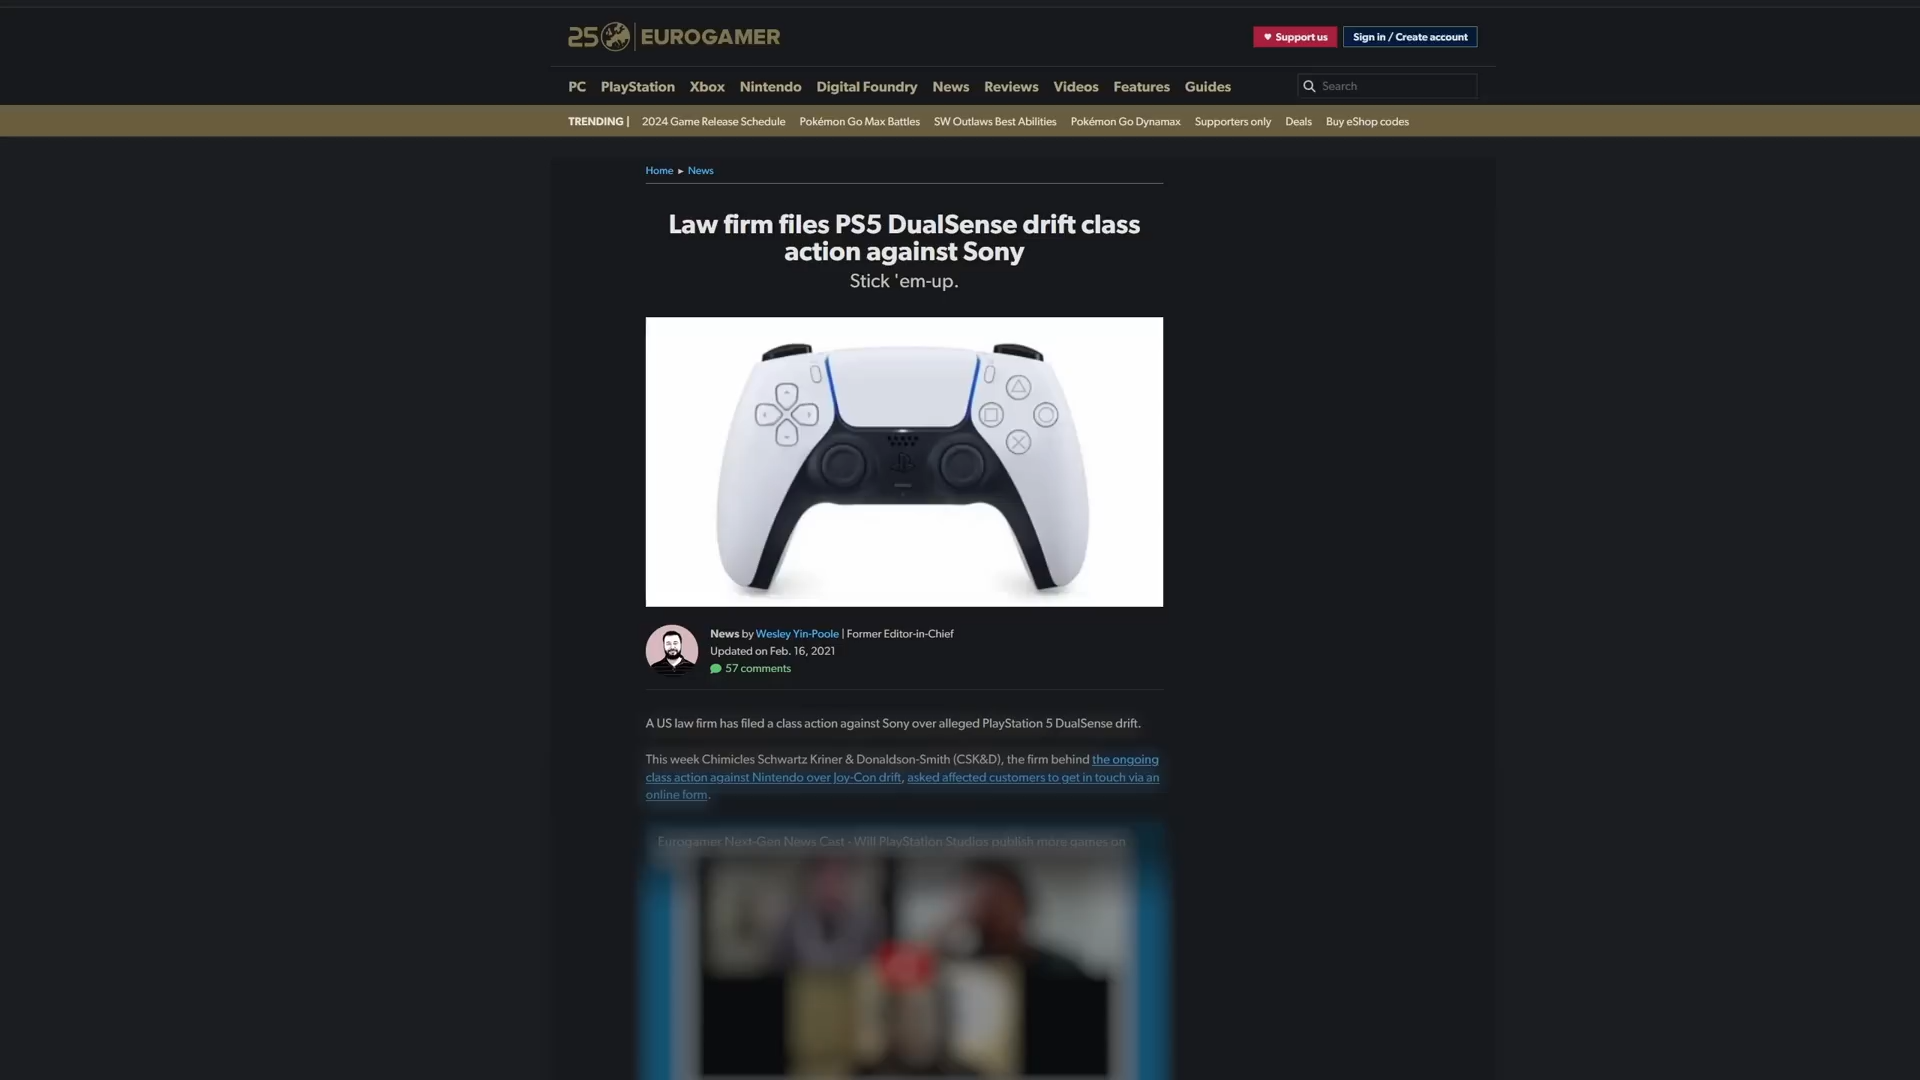 25 EUROGAMER
Support us
Sign in / Create account
PC PlayStation Xbox Nintendo Digital Foundry News Reviews Videos Features Guides
Search
TRENDING | 2024 Game Release Schedule Pokémon Go Max Battles SW Outlaws Best Abilities Pokémon Go Dynamax Supporters only Deals Buy eShop codes
Home ▸ News
Law firm files PS5 DualSense drift class
action against Sony
Stick 'em-up.
News by Wesley Yin-Poole | Former Editor-in-Chief
Updated on Feb. 16, 2021
57 comments
A US law firm has filed a class action against Sony over alleged PlayStation 5 DualSense drift.
This week Chimicles Schwartz Kriner & Donaldson-Smith (CSK&D), the firm behind the ongoing
class action against Nintendo over Joy-Con drift, asked affected customers to get in touch via an
online form.
Eurogamer Next-Gen News Cast - Will PlayStation Studios publish more games on